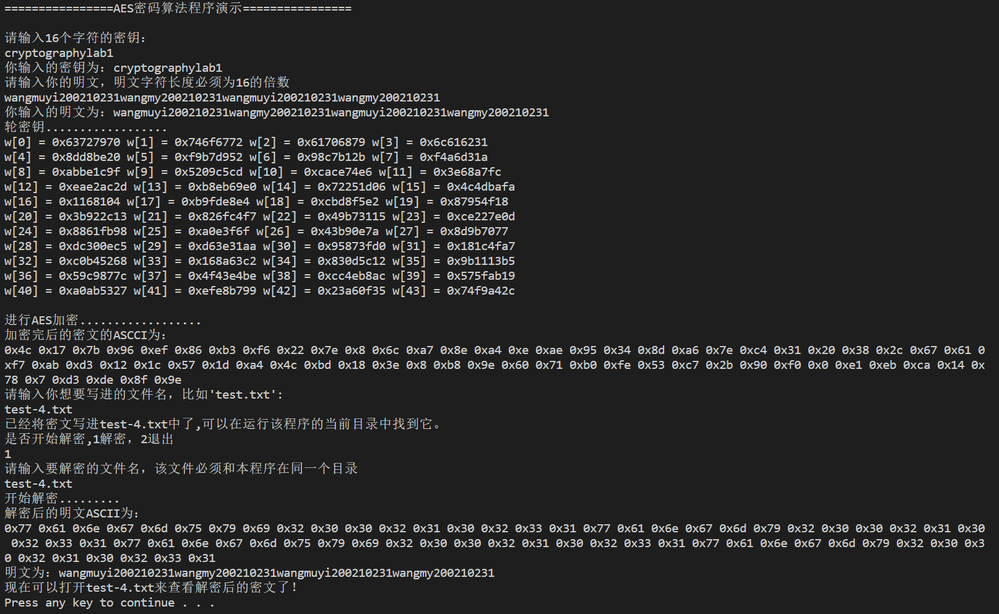 ================AES密码算法程序演示================
请输入16个字符的密钥：
cryptographylab1
你输入的密钥为：cryptographylab1
请输入你的明文，明文字符长度必须为16的倍数
wangmuyi200210231wangmy200210231wangmuyi200210231wangmy200210231
你输入的明文为：wangmuyi200210231wangmy200210231wangmuyi200210231wangmy200210231
轮密钥..................
w[0] = 0x63727970 w[1] = 0x746f6772 w[2] = 0x61706879 w[3] = 0x6c616231
w[4] = 0x8dd8be20 w[5] = 0xf9b7d952 w[6] = 0x98c7b12b w[7] = 0xf4a6d31a
w[8] = 0xabbe1c9f w[9] = 0x5209c5cd w[10] = 0xcace74e6 w[11] = 0x3e68a7fc
w[12] = 0xeae2ac2d w[13] = 0xb8eb69e0 w[14] = 0x72251d06 w[15] = 0x4c4dbafa
w[16] = 0x1168104 w[17] = 0xb9fde8e4 w[18] = 0xcbd8f5e2 w[19] = 0x87954f18
w[20] = 0x3b922c13 w[21] = 0x826fc4f7 w[22] = 0x49b73115 w[23] = 0xce227e0d
w[24] = 0x8861fb98 w[25] = 0xa0e3f6f w[26] = 0x43b90e7a w[27] = 0x8d9b7077
w[28] = 0xdc300ec5 w[29] = 0xd63e31aa w[30] = 0x95873fd0 w[31] = 0x181c4fa7
w[32] = 0xc0b45268 w[33] = 0x168a63c2 w[34] = 0x830d5c12 w[35] = 0x9b1113b5
w[36] = 0x59c9877c w[37] = 0x4f43e4be w[38] = 0xcc4eb8ac w[39] = 0x575fab19
w[40] = 0xa0ab5327 w[41] = 0xefe8b799 w[42] = 0x23a60f35 w[43] = 0x74f9a42c
进行AES加密..................
加密完后的密文的ASCCI为：
0x4c 0x17 0x7b 0x96 0xef 0x86 0xb3 0xf6 0x22 0x7e 0x8 0x6c 0xa7 0x8e 0xa4 0xe 0xae 0x95 0x34 0x8d 0xa6 0x7e 0xc4 0x31 0x20 0x38 0x2c 0x67 0x61 0
xf7 0xab 0xd3 0x12 0x1c 0x57 0x1d 0xa4 0x4c 0xbd 0x18 0x3e 0x8 0xb8 0x9e 0x60 0x71 0xb0 0xfe 0x53 0xc7 0x2b 0x90 0xf0 0x0 0xe1 0xeb 0xca 0x14 0x
78 0x7 0xd3 0xde 0x8f 0x9e
请输入你想要写进的文件名，比如'test.txt':
test-4.txt
已经将密文写进test-4.txt中了,可以在运行该程序的当前目录中找到它。
是否开始解密,1解密，2退出
1
请输入要解密的文件名，该文件必须和本程序在同一个目录
test-4.txt
开始解密.........
解密后的明文ASCII为：
0x77 0x61 0x6e 0x67 0x6d 0x75 0x79 0x69 0x32 0x30 0x30 0x32 0x31 0x30 0x32 0x33 0x31 0x77 0x61 0x6e 0x67 0x6d 0x79 0x32 0x30 0x30 0x32 0x31 0x30
 0x32 0x33 0x31 0x77 0x61 0x6e 0x67 0x6d 0x75 0x79 0x69 0x32 0x30 0x30 0x32 0x31 0x30 0x32 0x33 0x31 0x77 0x61 0x6e 0x67 0x6d 0x79 0x32 0x30 0x3
0 0x32 0x31 0x30 0x32 0x33 0x31
明文为：wangmuyi200210231wangmy200210231wangmuyi200210231wangmy200210231
现在可以打开test-4.txt来查看解密后的密文了！
Press any key to continue . . .